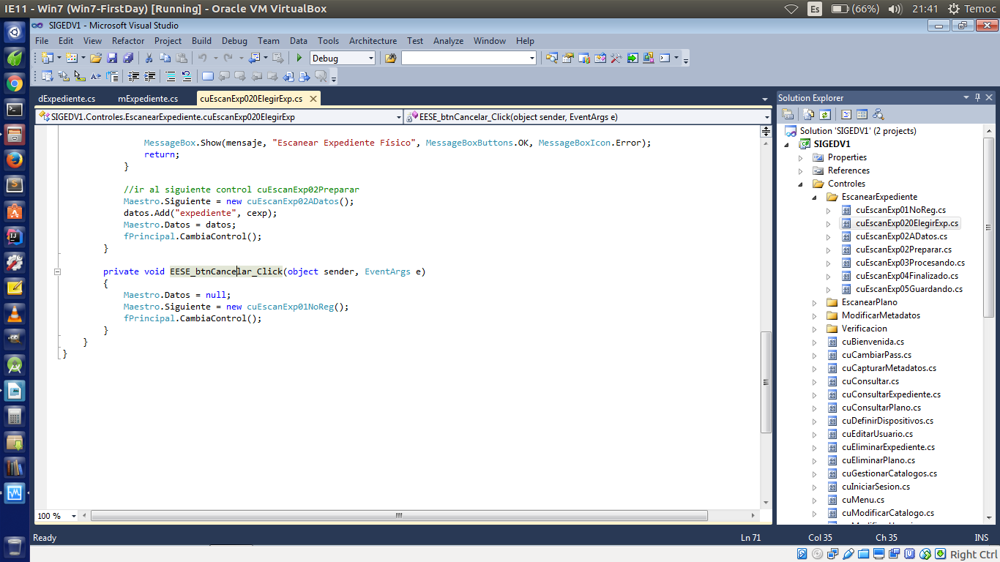 IE11 - Win7 (Win7-FirstDay) [Running] - Oracle VM VirtualBox
Es (66%) 21:41 Temoc
SIGEDV1 - Microsoft Visual Studio
File Edit View Refactor Project Build Debug Team Data Tools Architecture Test Analyze Window Help
Debug
dExpediente.cs mExpediente.cs cuEscanExp020ElegirExp.cs
SIGEDV1.Controles.EscanearExpediente.cuEscanExp020ElegirExp
EESE_btnCancelar_Click(object sender, EventArgs e)
MessageBox.Show(mensaje, "Escanear Expediente Físico", MessageBoxButtons.OK, MessageBoxIcon.Error);
return;
}
//ir al siguiente control cuEscanExp02Preparar
Maestro.Siguiente = new cuEscanExp02ADatos();
datos.Add("expediente", cexp);
Maestro.Datos = datos;
fPrincipal.CambiaControl();
}
private void EESE_btnCancelar_Click(object sender, EventArgs e)
{
Maestro.Datos = null;
Maestro.Siguiente = new cuEscanExp01NoReg();
fPrincipal.CambiaControl();
}
}
}
100 %
Solution Explorer
Solution 'SIGEDV1' (2 projects)
SIGEDV1
Properties
References
Controles
EscanearExpediente
cuEscanExp01NoReg.cs
cuEscanExp020ElegirExp.cs
cuEscanExp02ADatos.cs
cuEscanExp02Preparar.cs
cuEscanExp03Procesando.cs
cuEscanExp04Finalizado.cs
cuEscanExp05Guardando.cs
EscanearPlano
ModificarMetadatos
Verificacion
cuBienvenida.cs
cuCambiarPass.cs
cuCapturarMetadatos.cs
cuConsultar.cs
cuConsultarExpediente.cs
cuConsultarPlano.cs
cuDefinirDispositivos.cs
cuEditarUsuario.cs
cuEliminarExpediente.cs
cuEliminarPlano.cs
cuGestionarCatalogos.cs
cuIniciarSesion.cs
cuMenu.cs
cuModificarCatalogo.cs
Ready Ln 71 Col 35 Ch 35 INS
Right Ctrl